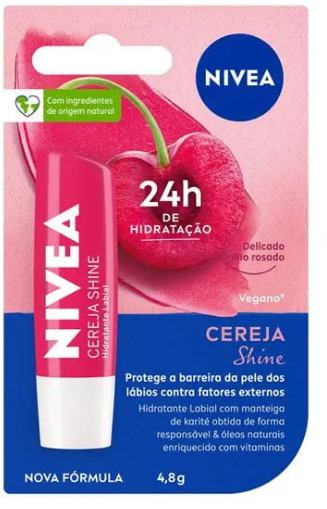 NIVEA
Com ingredientes
de origem natural
24h
DE
HIDRATAÇÃO
Delicado
rosado
Vegano*
NIVEA
CEREJA SHINE
Hidratante Labial
CEREJA
Shine
Protege a barreira da pele dos
lábios contra fatores externos
Hidratante Labial com manteiga
de karité obtida de forma
responsável & óleos naturais
enriquecido com vitaminas
NOVA FÓRMULA
4,8g